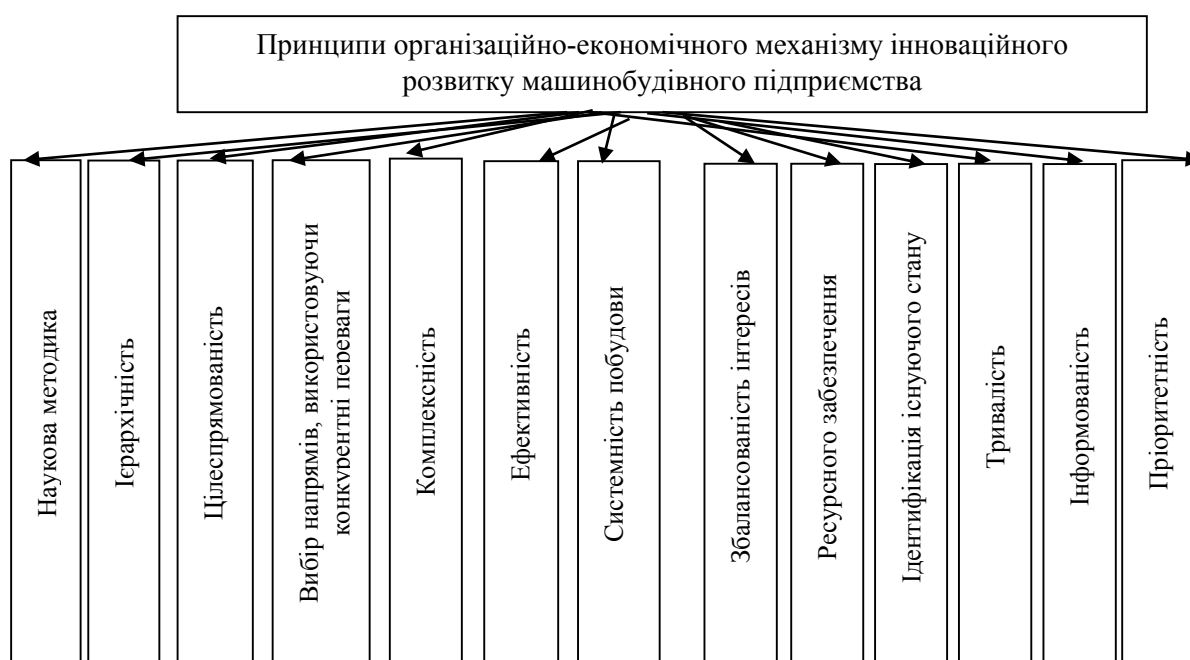 Принципи організаційно-економічного механізму інноваційного
розвитку машинобудівного підприємства
Наукова методика
Ієрархічність
Цілеспрямованість
Вибір напрямів, використовуючи
конкурентні переваги
Комплексність
Ефективність
Системність побудови
Збалансованість інтересів
Ресурсного забезпечення
Ідентифікація існуючого стану
Тривалість
Інформованість
Пріоритетність